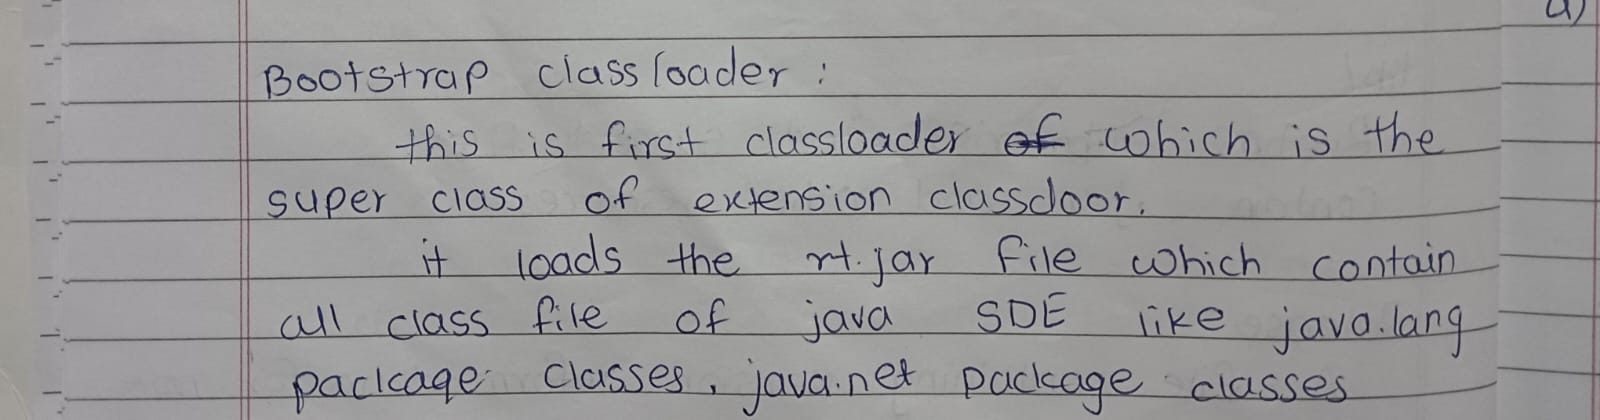 Bootstrap classloader :
this is first classloader ~~of~~ which is the
super class of extension classdoor.
it loads the rt.jar file which contain
all class file of java SDE like java.lang
package classes, java.net package classes